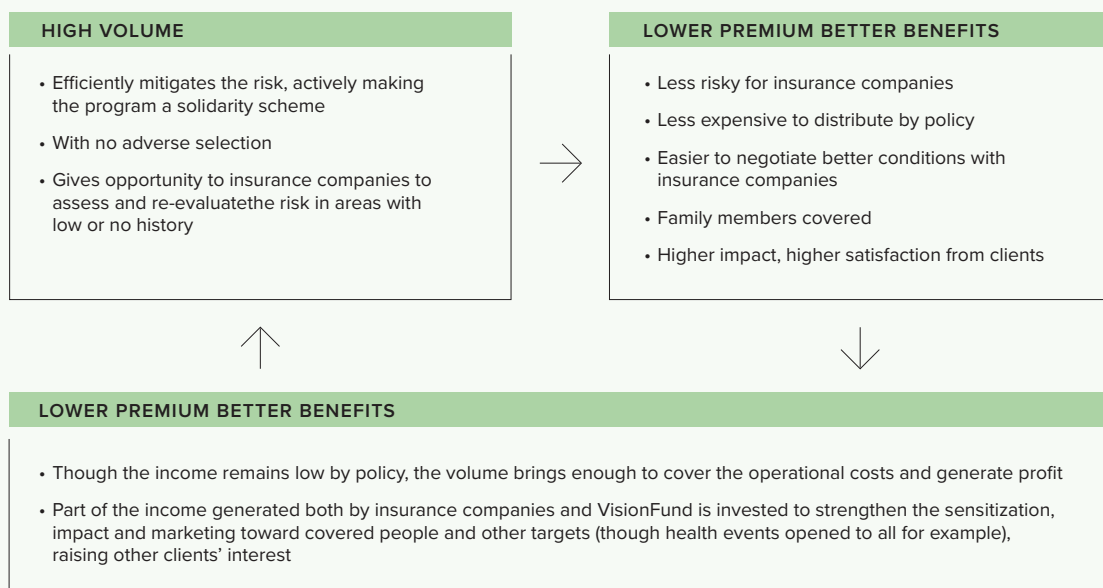 HIGH VOLUME
• Efficiently mitigates the risk, actively making
the program a solidarity scheme
• With no adverse selection
• Gives opportunity to insurance companies to
assess and re-evaluatethe risk in areas with
low or no history
LOWER PREMIUM BETTER BENEFITS
• Less risky for insurance companies
• Less expensive to distribute by policy
• Easier to negotiate better conditions with
insurance companies
• Family members covered
• Higher impact, higher satisfaction from clients
LOWER PREMIUM BETTER BENEFITS
• Though the income remains low by policy, the volume brings enough to cover the operational costs and generate profit
• Part of the income generated both by insurance companies and VisionFund is invested to strengthen the sensitization,
impact and marketing toward covered people and other targets (though health events opened to all for example),
raising other clients’ interest